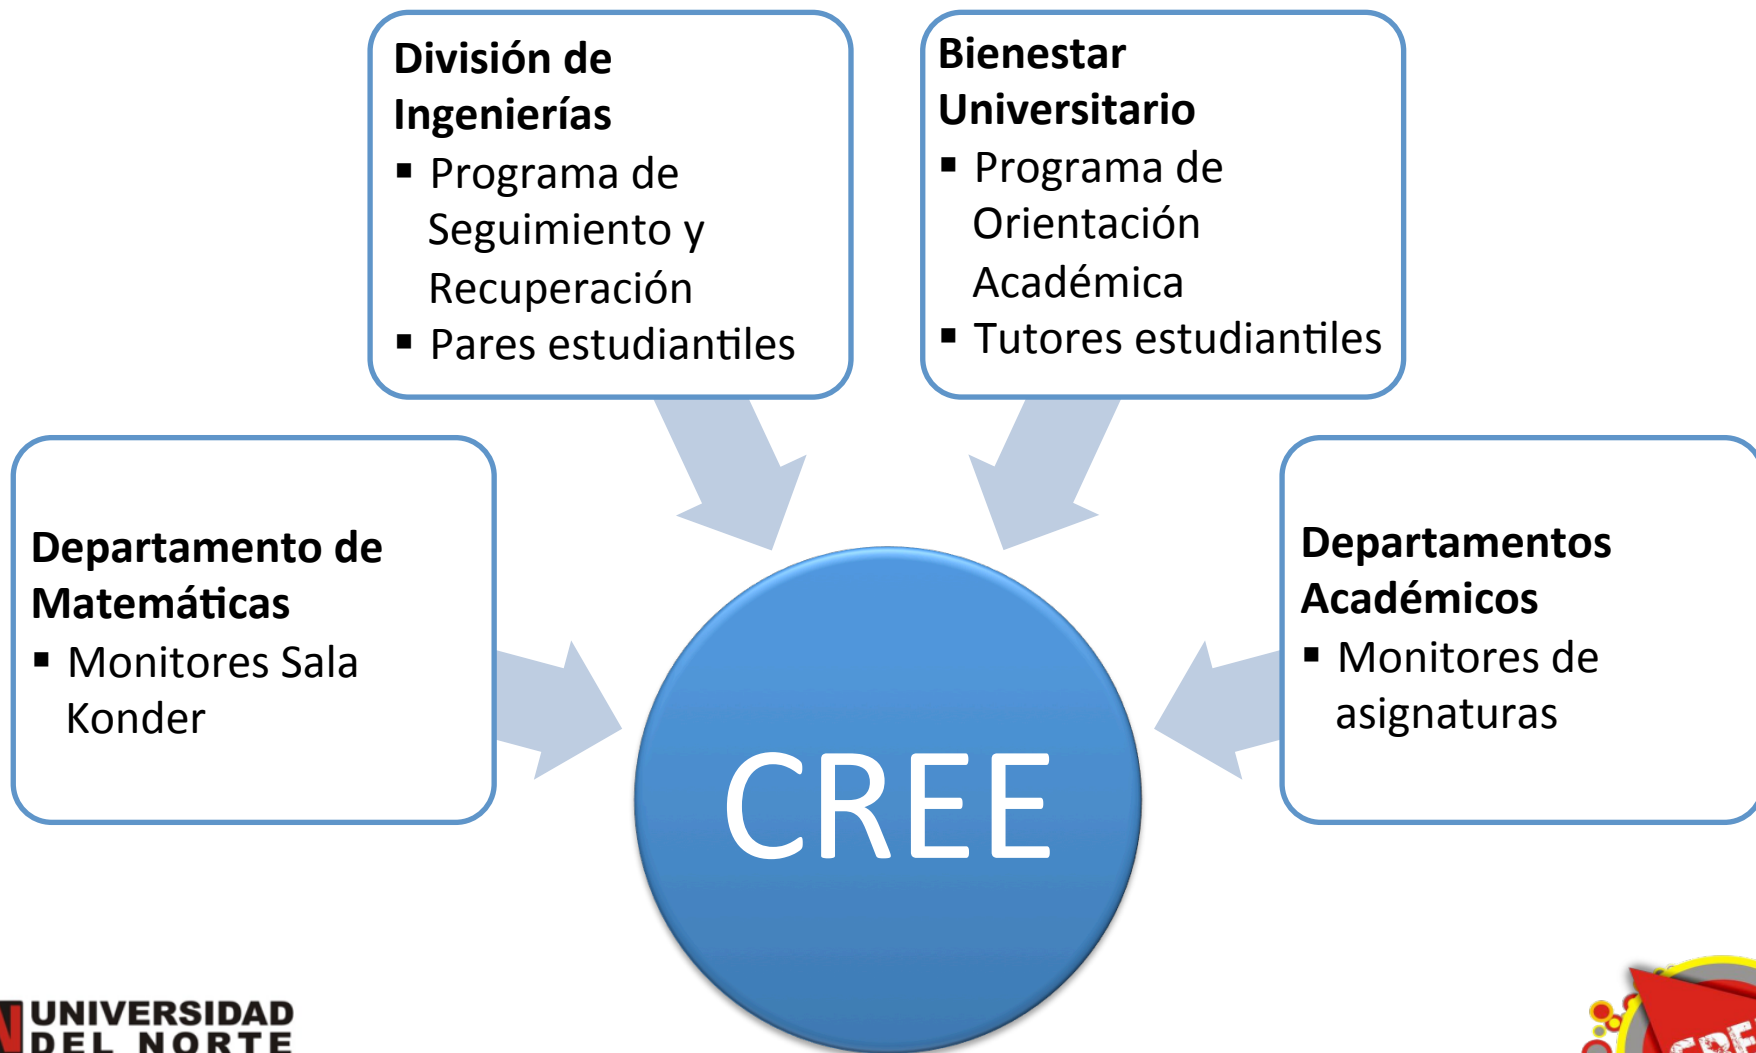 División de
Ingenierías
▪ Programa de
Seguimiento y
Recuperación
▪ Pares estudiantiles
Bienestar
Universitario
▪ Programa de
Orientación
Académica
▪ Tutores estudiantiles
Departamento de
Matemáticas
▪ Monitores Sala
Konder
Departamentos
Académicos
▪ Monitores de
asignaturas
CREE
UNIVERSIDAD
DEL NORTE